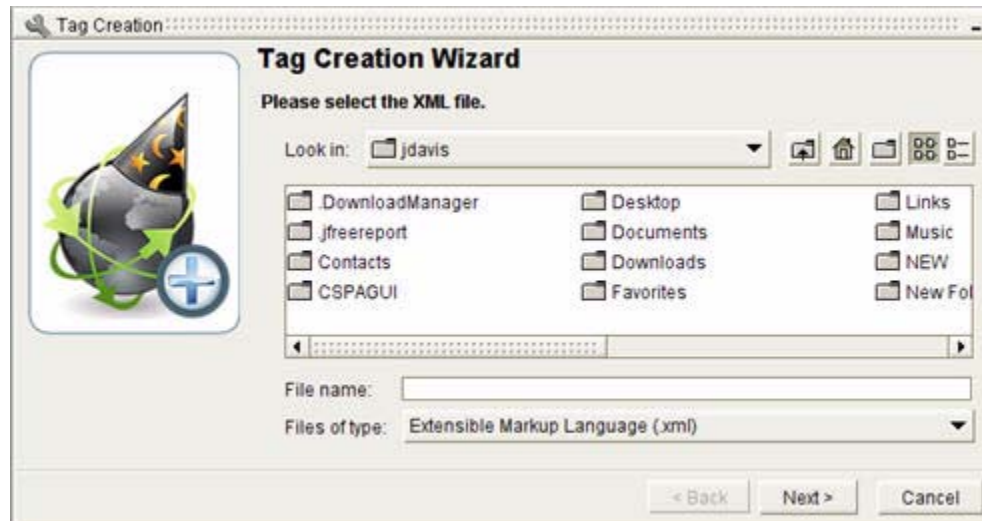 Tag Creation
Tag Creation Wizard
Please select the XML file.
Look in: jdavis
.DownloadManager Desktop Links
.jfreereport Documents Music
Contacts Downloads NEW
CSPAGUI Favorites New Fol
File name:
Files of type: Extensible Markup Language (.xml)
< Back Next > Cancel